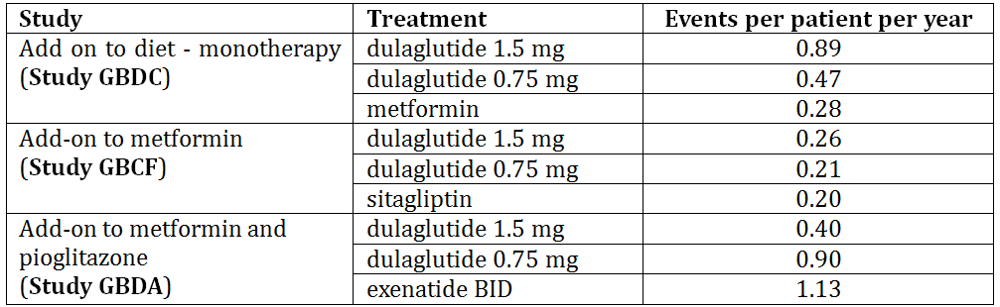 Study Treatment Events per patient per year
Add on to diet - monotherapy dulaglutide 1.5 mg 0.89
(Study GBDC) dulaglutide 0.75 mg 0.47
metformin 0.28
Add-on to metformin dulaglutide 1.5 mg 0.26
(Study GBCF) dulaglutide 0.75 mg 0.21
sitagliptin 0.20
Add-on to metformin and dulaglutide 1.5 mg 0.40
pioglitazone dulaglutide 0.75 mg 0.90
(Study GBDA) exenatide BID 1.13